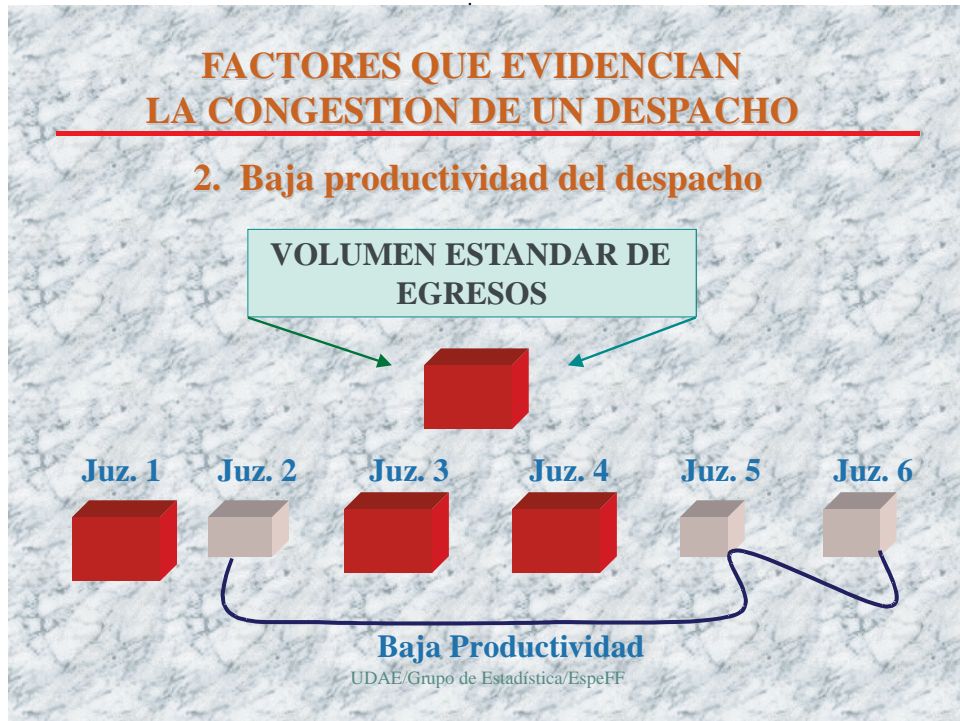 FACTORES QUE EVIDENCIAN
LA CONGESTION DE UN DESPACHO
2. Baja productividad del despacho
VOLUMEN ESTANDAR DE
EGRESOS
Juz. 1 Juz. 2 Juz. 3 Juz. 4 Juz. 5 Juz. 6
Baja Productividad
UDAE/Grupo de Estadística/EspeFF